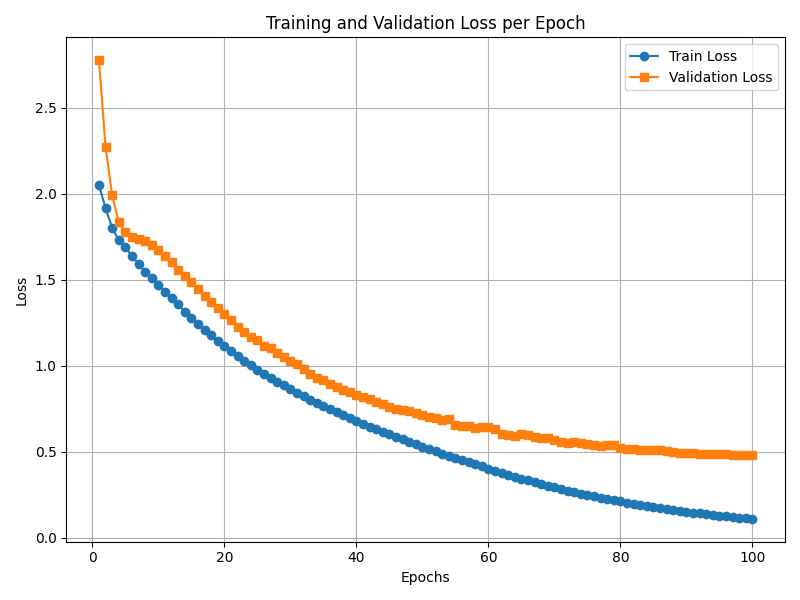 Training and Validation Loss per Epoch
Train Loss
Validation Loss
2.5
2.0
1.5
1.0
0.5
0.0
Loss
0 20 40 60 80 100
Epochs